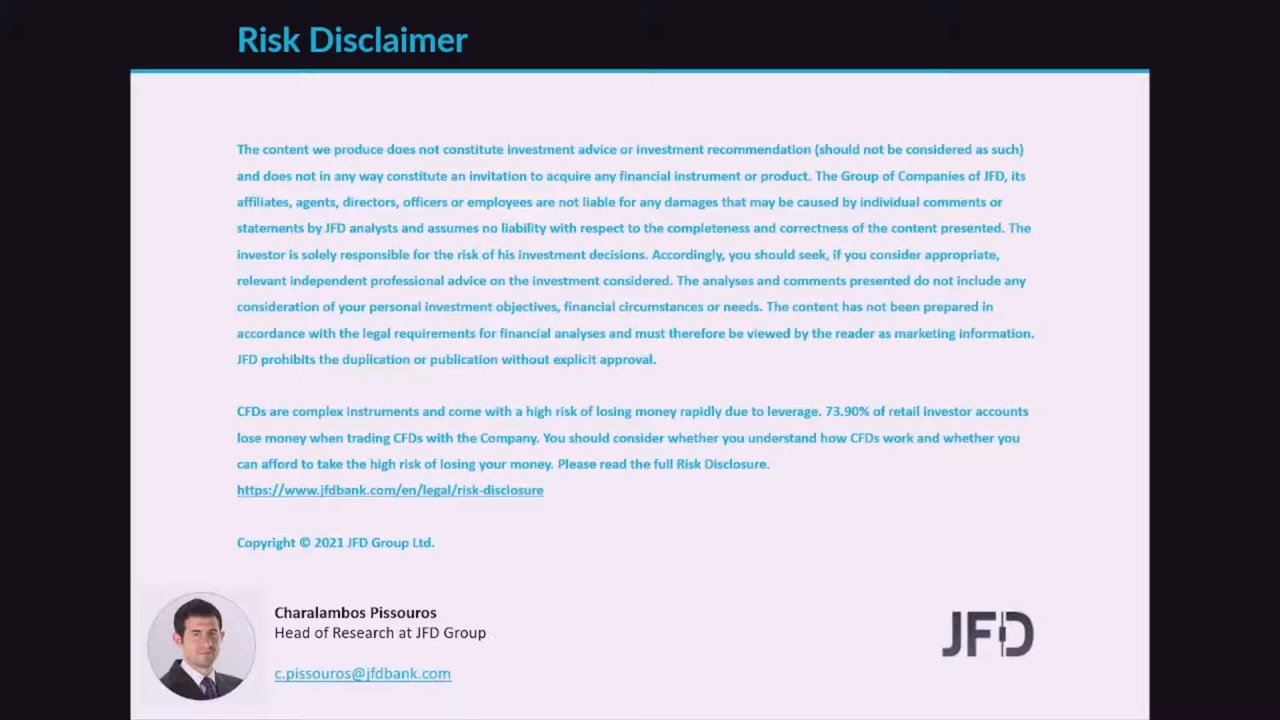 Risk Disclaimer
The content we produce does not constitute investment advice or investment recommendation (should not be considered as such)
and does not in any way constitute an invitation to acquire any financial instrument or product. The Group of Companies of JFD, its
affiliates, agents, directors, officers or employees are not liable for any damages that may be caused by individual comments or
statements by JFD analysts and assumes no liability with respect to the completeness and correctness of the content presented. The
investor is solely responsible for the risk of his investment decisions. Accordingly, you should seek, if you consider appropriate,
relevant independent professional advice on the investment considered. The analyses and comments presented do not include any
consideration of your personal investment objectives, financial circumstances or needs. The content has not been prepared in
accordance with the legal requirements for financial analyses and must therefore be viewed by the reader as marketing information.
JFD prohibits the duplication or publication without explicit approval.
CFDs are complex instruments and come with a high risk of losing money rapidly due to leverage. 73.90% of retail investor accounts
lose money when trading CFDs with the Company. You should consider whether you understand how CFDs work and whether you
can afford to take the high risk of losing your money. Please read the full Risk Disclosure.
https://www.jfdbank.com/en/legal/risk-disclosure
Copyright © 2021 JFD Group Ltd.
Charalambos Pissouros
Head of Research at JFD Group
c.pissouros@jfdbank.com
JFD